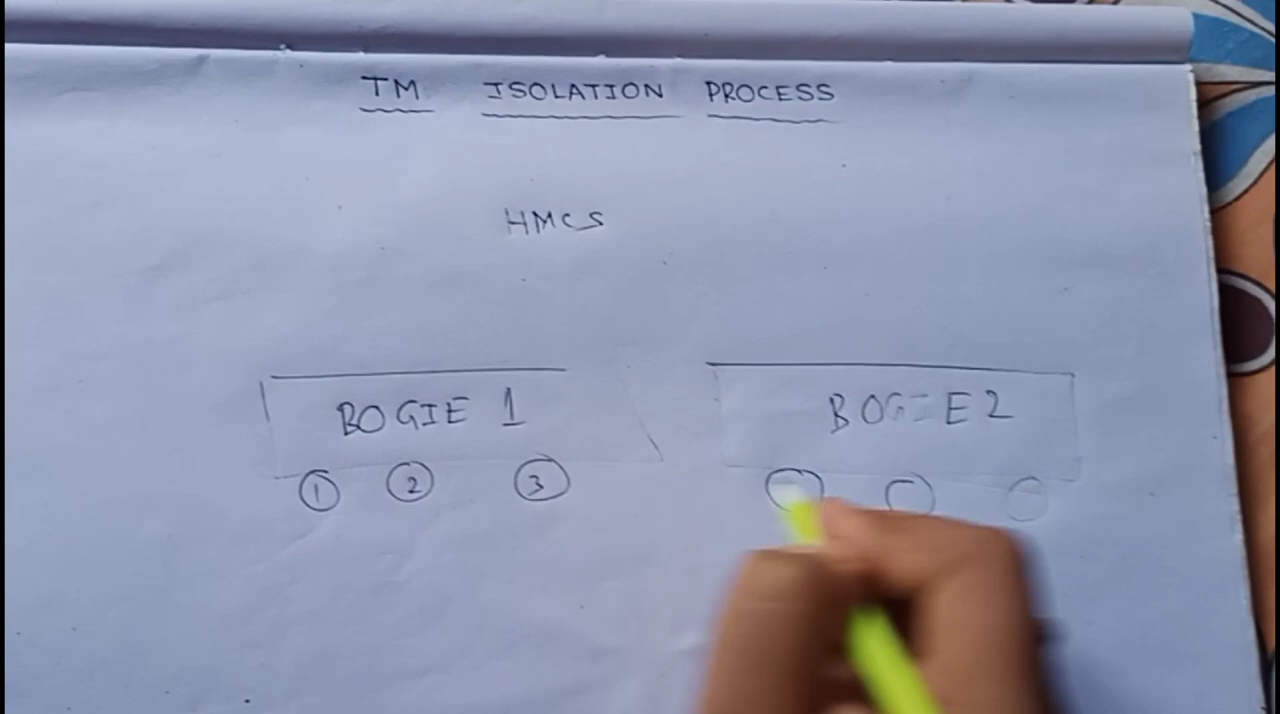 TM ISOLATION PROCESS
HMCS
BOGIE 1 BOGIE 2
1 2 3